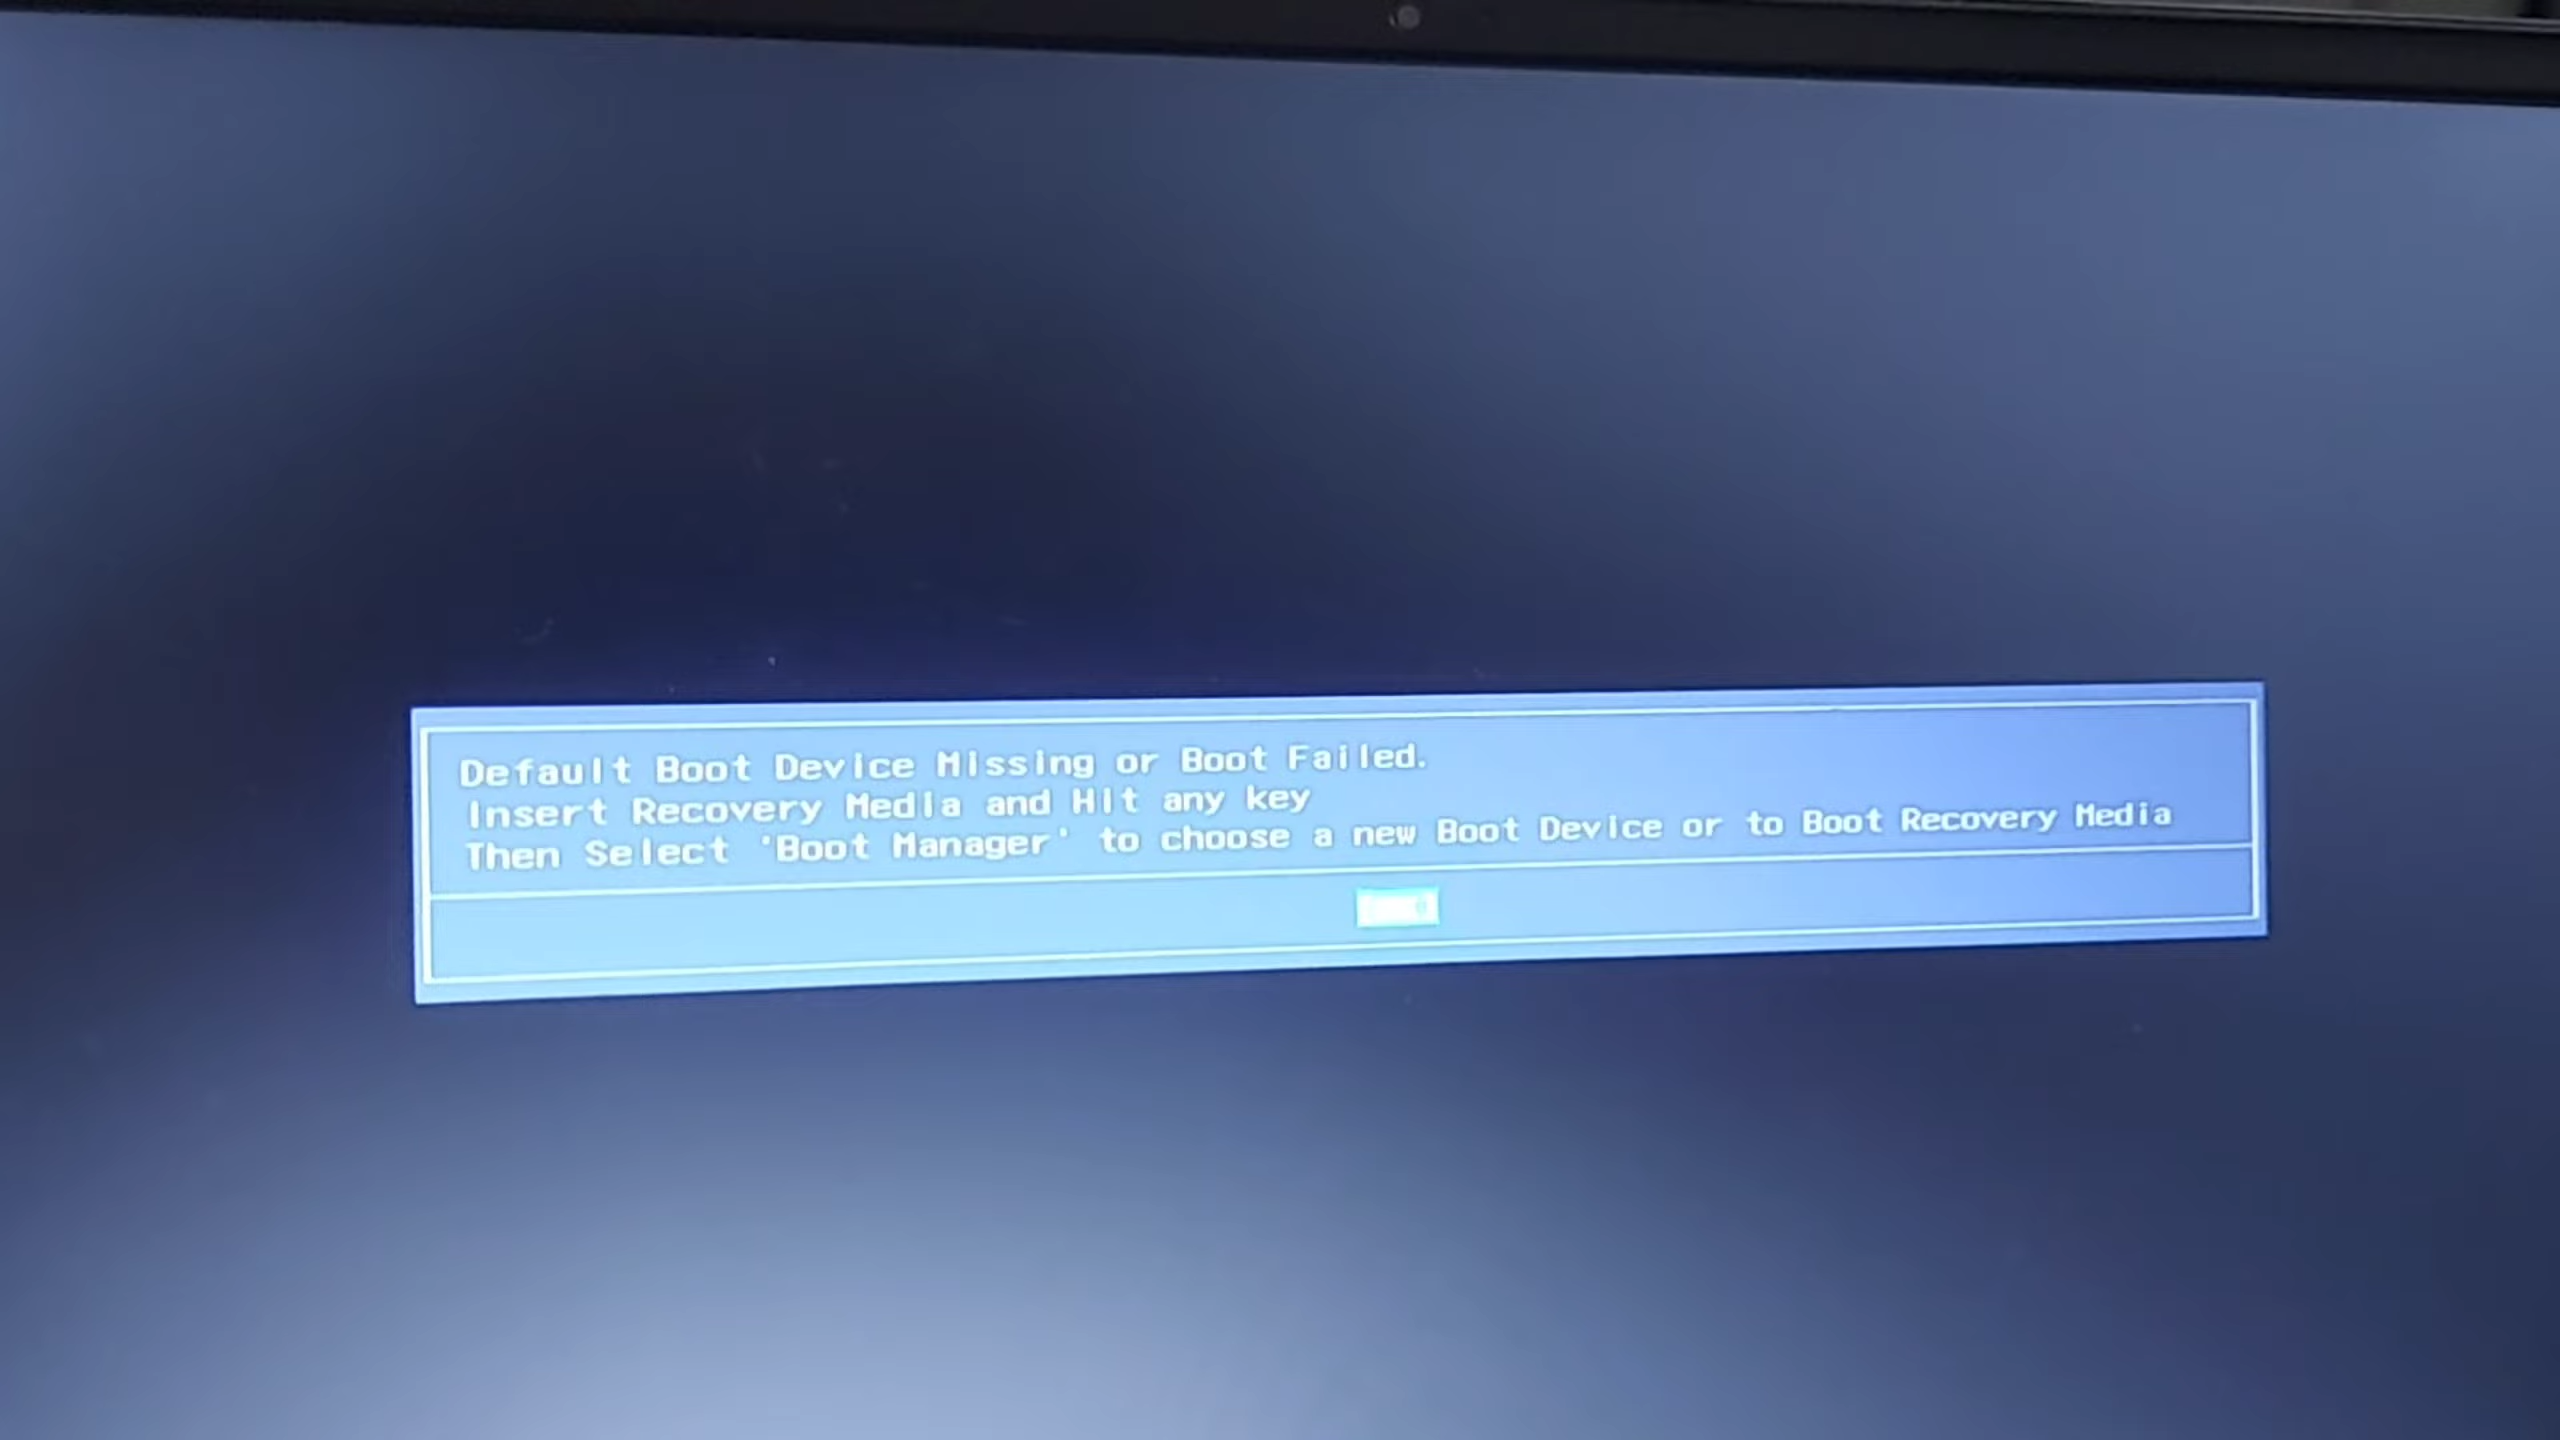 Default Boot Device Missing or Boot Failed.
Insert Recovery Media and Hit any key
Then Select 'Boot Manager' to choose a new Boot Device or to Boot Recovery Media